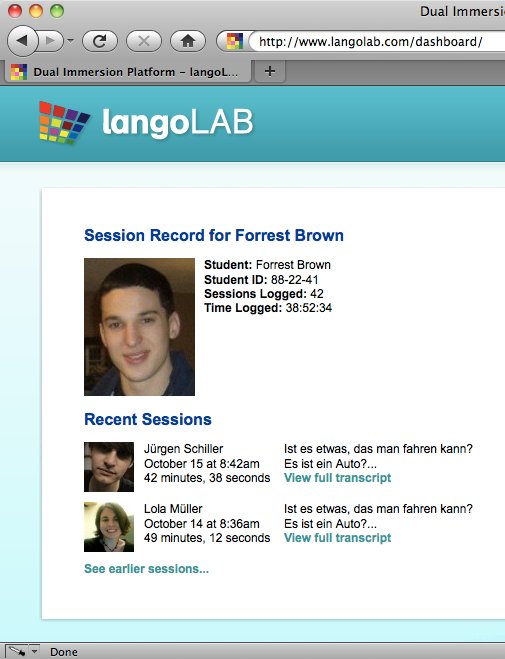 Dual Immersi
http://www.langolab.com/dashboard/
Dual Immersion Platform – langoL...
langoLAB
Session Record for Forrest Brown
Student: Forrest Brown
Student ID: 88-22-41
Sessions Logged: 42
Time Logged: 38:52:34
Recent Sessions
Jürgen Schiller
October 15 at 8:42am
42 minutes, 38 seconds
Ist es etwas, das man fahren kann?
Es ist ein Auto?...
View full transcript
Lola Müller
October 14 at 8:36am
49 minutes, 12 seconds
Ist es etwas, das man fahren kann?
Es ist ein Auto?...
View full transcript
See earlier sessions...
Done